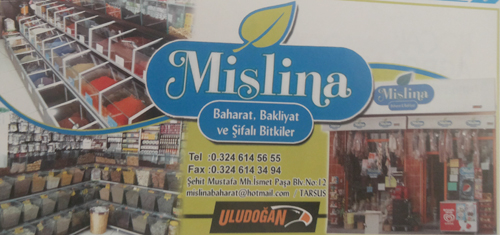 Mislina
Baharat, Bakliyat
ve Şifalı Bitkiler
Tel :0.324 614 56 55
Fax :0.324 614 34 94
Şehit Mustafa Mh.İsmet Paşa Blv. No:12
mislinabaharat@hotmail.com / TARSUS
ULUDOĞAN
Mislina